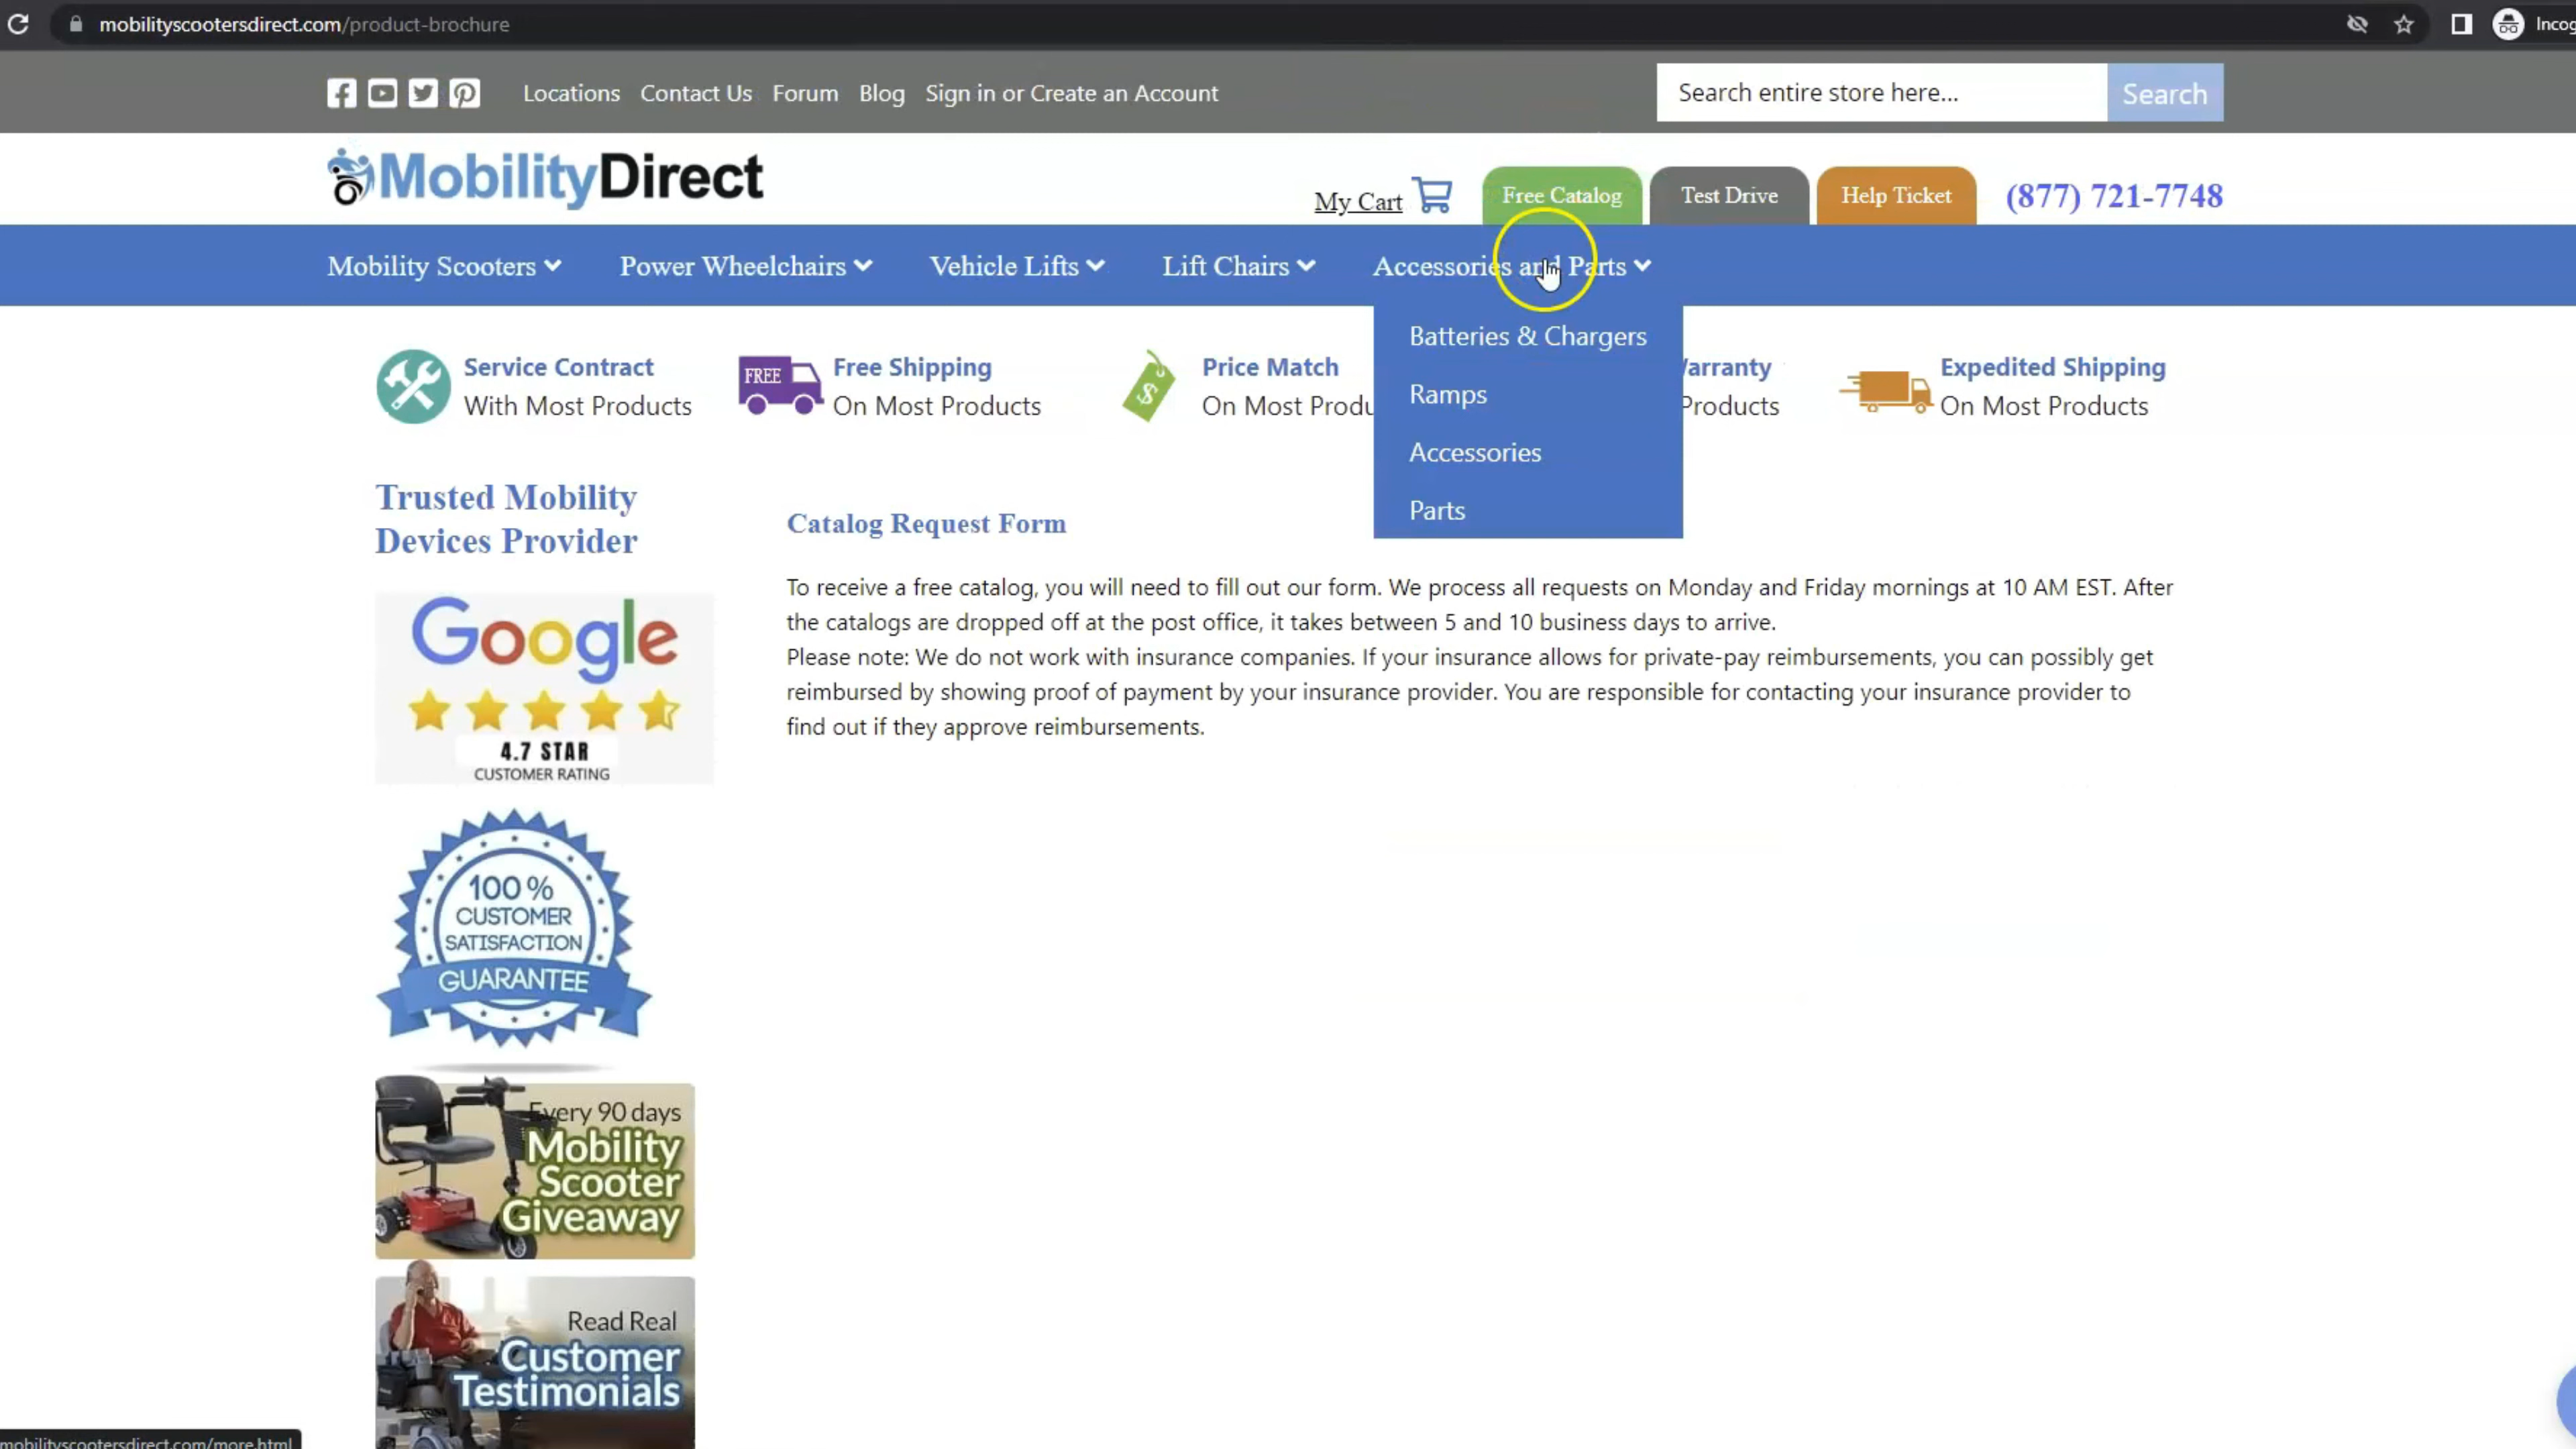 mobilityscootersdirect.com/product-brochure
Incog
Locations Contact Us Forum Blog Sign in or Create an Account
Search entire store here...
Search
MobilityDirect
My Cart
Free Catalog
Test Drive
Help Ticket
(877) 721-7748
Mobility Scooters Power Wheelchairs Vehicle Lifts Lift Chairs Accessories and Parts
Batteries & Chargers
Ramps
Accessories
Parts
Service Contract
With Most Products
FREE
Free Shipping
On Most Products
$
Price Match
On Most Produ
arranty
Products
Expedited Shipping
On Most Products
Trusted Mobility
Devices Provider
Google
4.7 STAR
CUSTOMER RATING
100%
CUSTOMER
SATISFACTION
GUARANTEE
Every 90 days
Mobility
Scooter
Giveaway
Read Real
Customer
Testimonials
Catalog Request Form
To receive a free catalog, you will need to fill out our form. We process all requests on Monday and Friday mornings at 10 AM EST. After
the catalogs are dropped off at the post office, it takes between 5 and 10 business days to arrive.
Please note: We do not work with insurance companies. If your insurance allows for private-pay reimbursements, you can possibly get
reimbursed by showing proof of payment by your insurance provider. You are responsible for contacting your insurance provider to
find out if they approve reimbursements.
mobilityscootersdirect.com/more.html